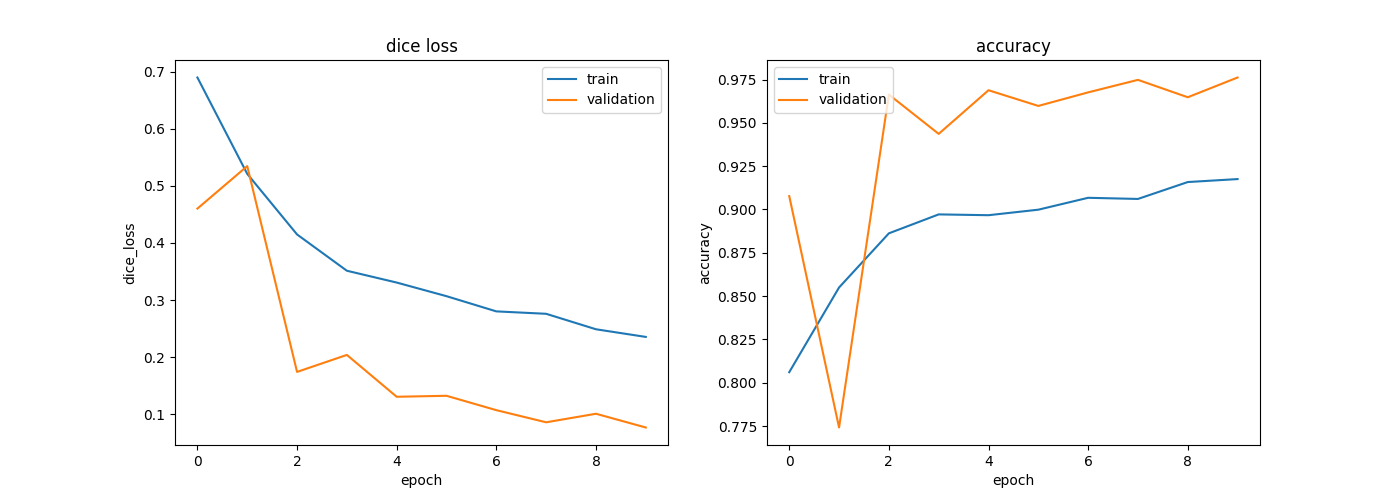 dice loss
train
validation
0.7
0.6
0.5
0.4
0.3
0.2
0.1
dice_loss
0 2 4 6 8
epoch
accuracy
train
validation
0.975
0.950
0.925
0.900
0.875
0.850
0.825
0.800
0.775
accuracy
0 2 4 6 8
epoch